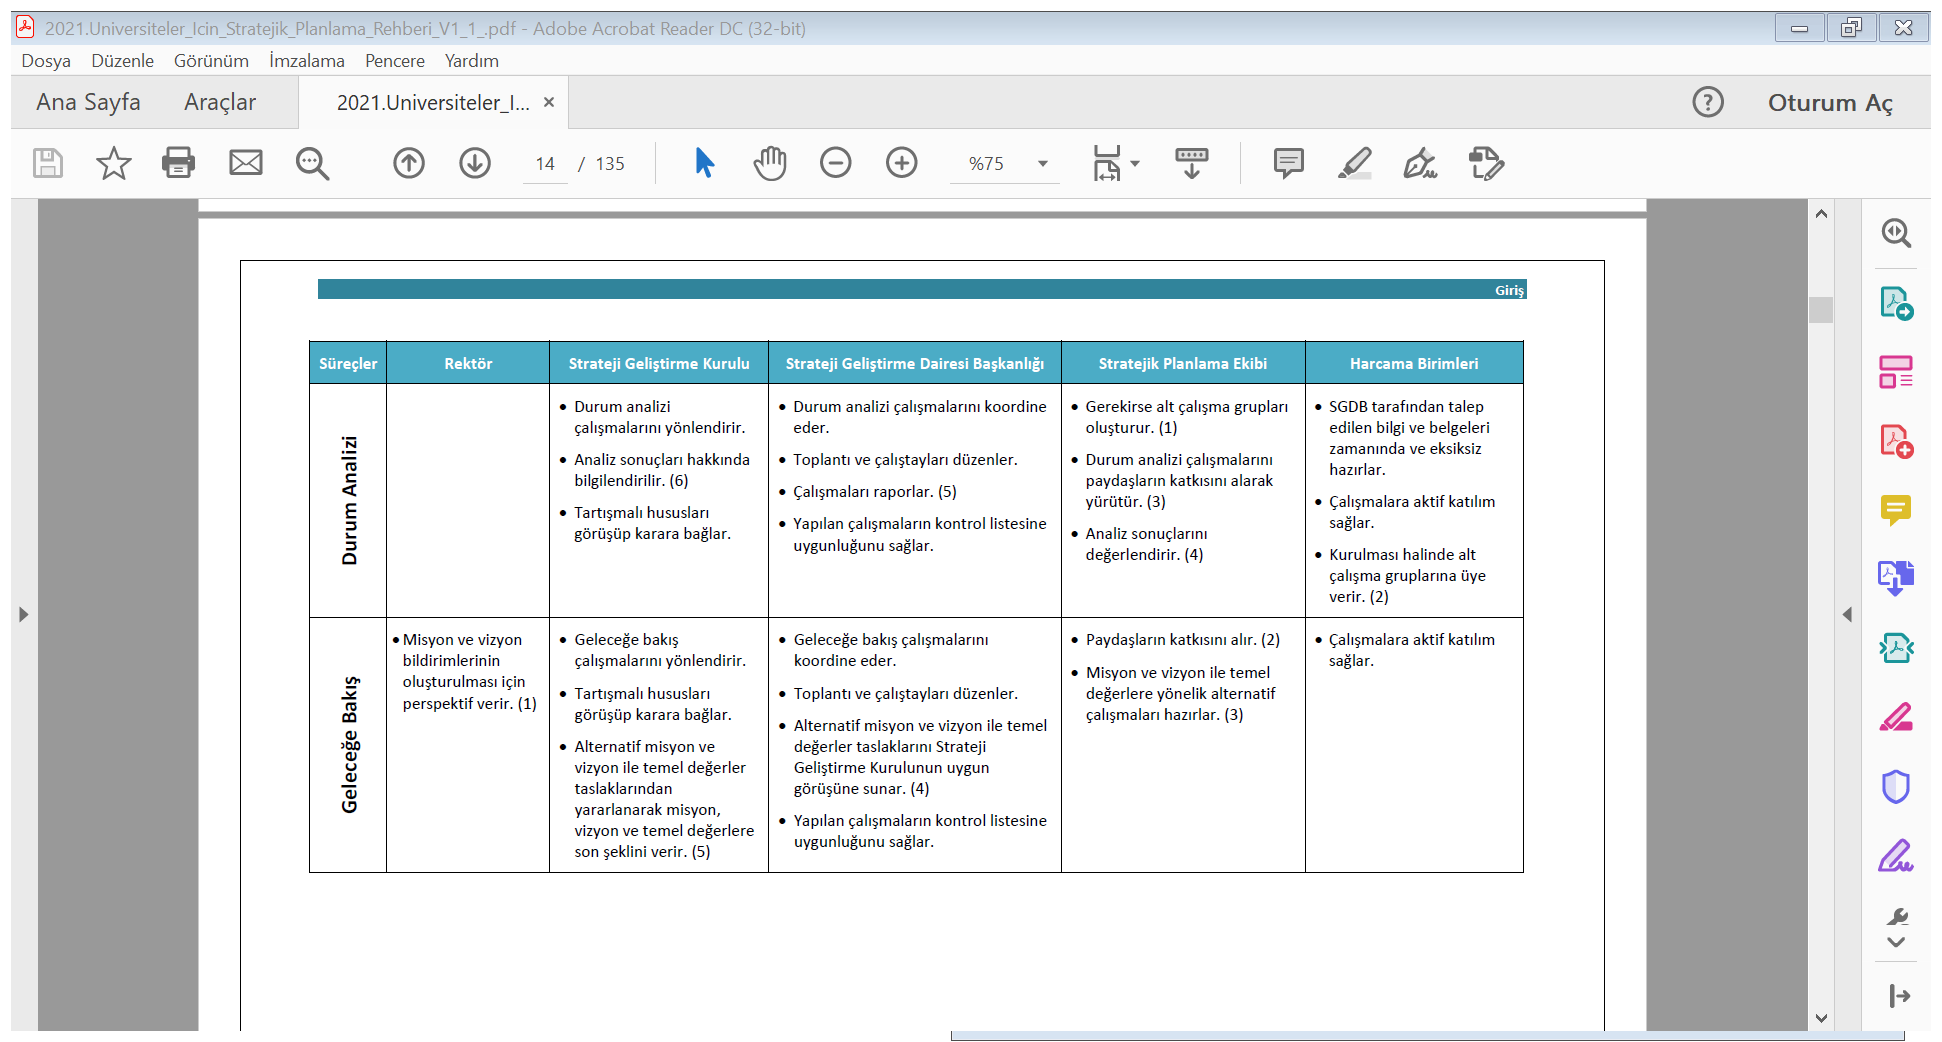 2021.Universiteler_Icin_Stratejik_Planlama_Rehberi_V1_1_.pdf - Adobe Acrobat Reader DC (32-bit)
Dosya Düzenle Görünüm İmzalama Pencere Yardım
Ana Sayfa Araçlar 2021.Universiteler_I... × ? Oturum Aç
14 / 135 %75
Giriş
Süreçler Rektör Strateji Geliştirme Kurulu Strateji Geliştirme Dairesi Başkanlığı Stratejik Planlama Ekibi Harcama Birimleri
Durum Analizi
• Durum analizi
çalışmalarını yönlendirir.
• Analiz sonuçları hakkında
bilgilendirilir. (6)
• Tartışmalı hususları
görüşüp karara bağlar.
• Durum analizi çalışmalarını koordine
eder.
• Toplantı ve çalıştayları düzenler.
• Çalışmaları raporlar. (5)
• Yapılan çalışmaların kontrol listesine
uygunluğunu sağlar.
• Gerekirse alt çalışma grupları
oluşturur. (1)
• Durum analizi çalışmalarını
paydaşların katkısını alarak
yürütür. (3)
• Analiz sonuçlarını
değerlendirir. (4)
• SGDB tarafından talep
edilen bilgi ve belgeleri
zamanında ve eksiksiz
hazırlar.
• Çalışmalara aktif katılım
sağlar.
• Kurulması halinde alt
çalışma gruplarına üye
verir. (2)
Geleceğe Bakış
• Misyon ve vizyon
bildirimlerinin
oluşturulması için
perspektif verir. (1)
• Geleceğe bakış
çalışmalarını yönlendirir.
• Tartışmalı hususları
görüşüp karara bağlar.
• Alternatif misyon ve
vizyon ile temel değerler
taslaklarından
yararlanarak misyon,
vizyon ve temel değerlere
son şeklini verir. (5)
• Geleceğe bakış çalışmalarını
koordine eder.
• Toplantı ve çalıştayları düzenler.
• Alternatif misyon ve vizyon ile temel
değerler taslaklarını Strateji
Geliştirme Kurulunun uygun
görüşüne sunar. (4)
• Yapılan çalışmaların kontrol listesine
uygunluğunu sağlar.
• Paydaşların katkısını alır. (2)
• Misyon ve vizyon ile temel
değerlere yönelik alternatif
çalışmaları hazırlar. (3)
• Çalışmalara aktif katılım
sağlar.